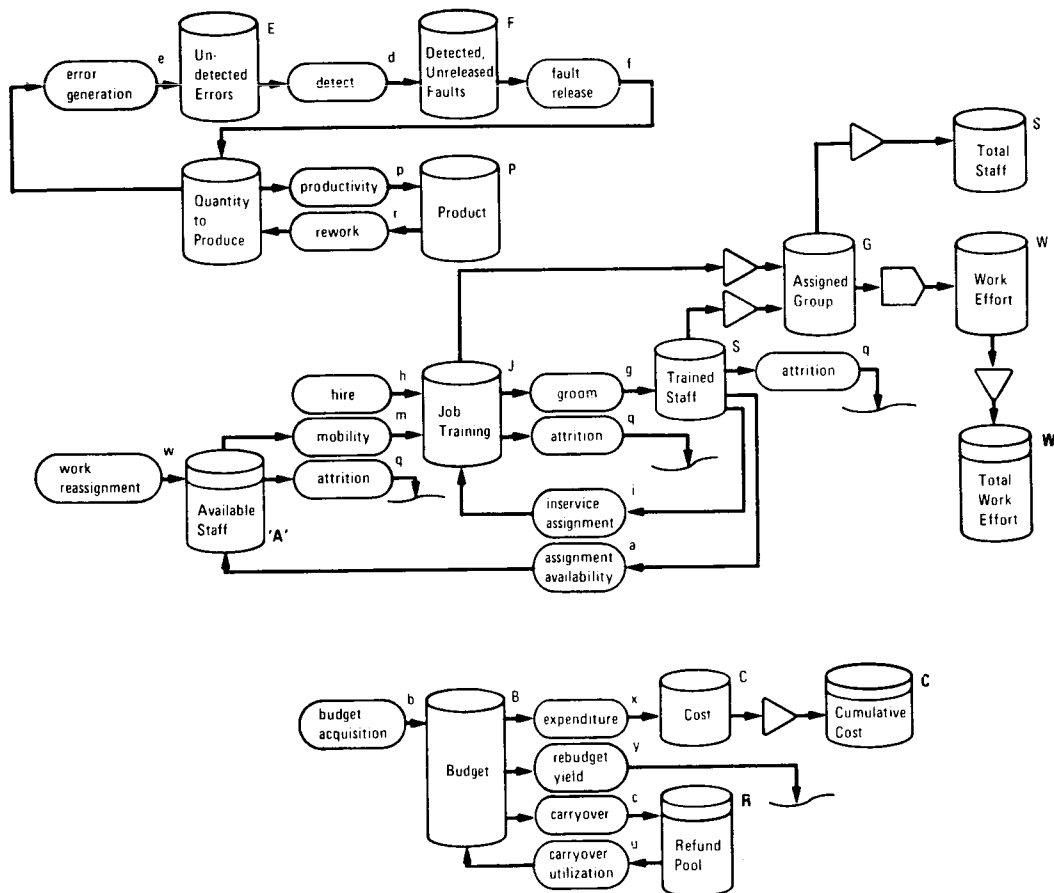 E
F
error
generation
e
Un-
detected
Errors
detect
d
Detected,
Unreleased
Faults
fault
release
f
Quantity
to
Produce
productivity
p
rework
r
P
Product
S
Total
Staff
G
Assigned
Group
W
Work
Effort
W
Total
Work
Effort
hire
h
mobility
m
attrition
q
work
reassignment
w
Available
Staff
'A'
J
Job
Training
groom
g
attrition
q
S
Trained
Staff
attrition
q
inservice
assignment
i
assignment
availability
a
budget
acquisition
b
B
Budget
expenditure
x
rebudget
yield
y
carryover
c
carryover
utilization
u
C
Cost
C
Cumulative
Cost
R
Refund
Pool